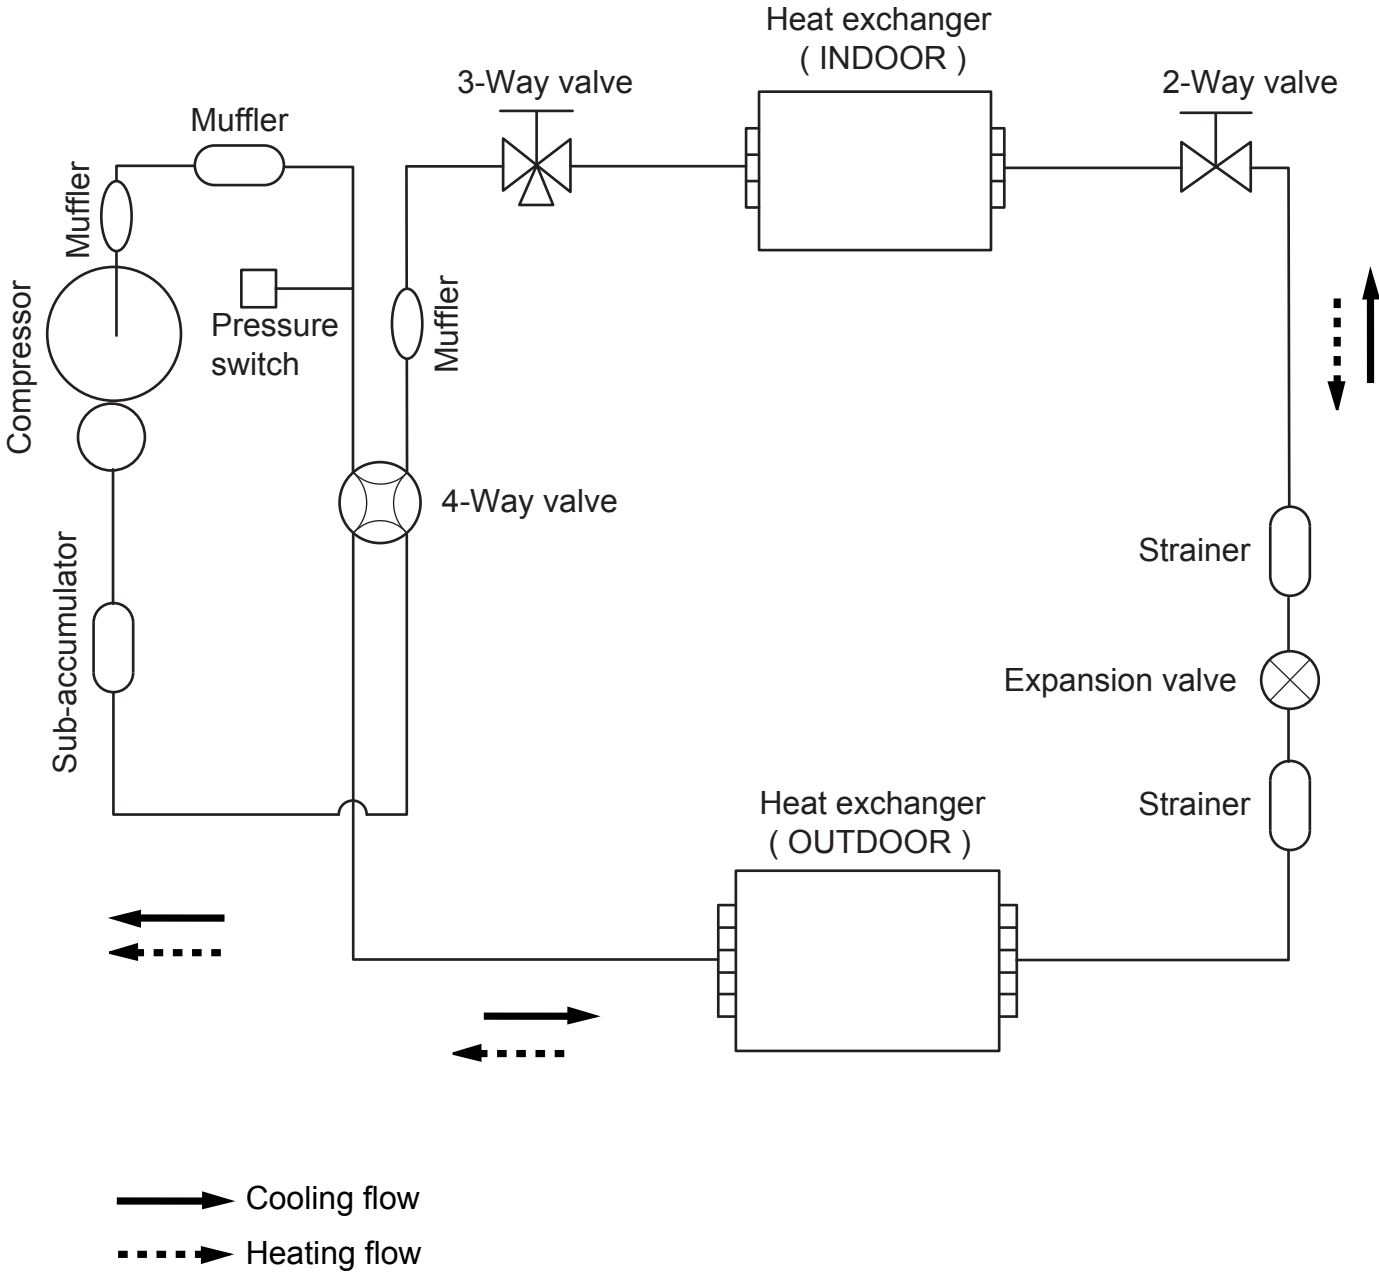 Heat exchanger
( INDOOR )
3-Way valve
2-Way valve
Muffler
Muffler
Compressor
Pressure
switch
Muffler
4-Way valve
Strainer
Sub-accumulator
Expansion valve
Heat exchanger
( OUTDOOR )
Strainer
Cooling flow
Heating flow